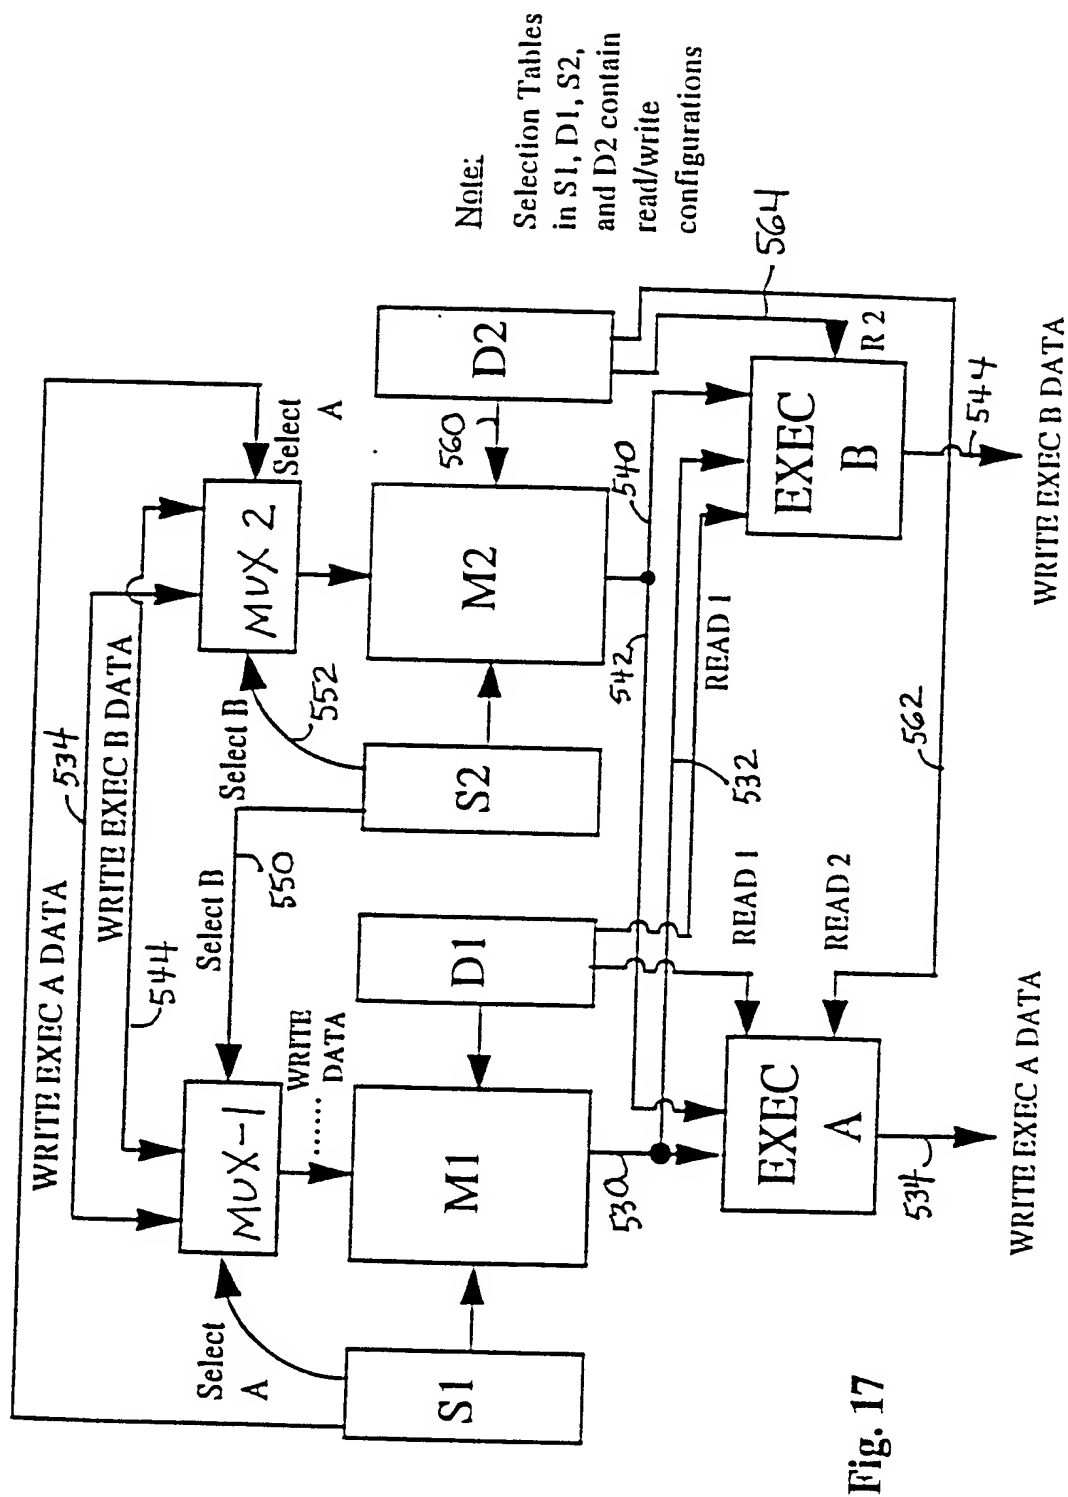 WRITE EXEC A DATA
534
WRITE EXEC B DATA
544
Select
A
MUX-1
Select B
550
Select B
552
MUX 2
Select
A
WRITE
DATA
S1
M1
D1
S2
M2
560
D2
Note:
Selection Tables
in S1, D1, S2,
and D2 contain
read/write
configurations
530
542
540
532
READ 1
READ 1
READ 2
562
564
R 2
EXEC
A
EXEC
B
534
544
WRITE EXEC A DATA
WRITE EXEC B DATA
Fig. 17